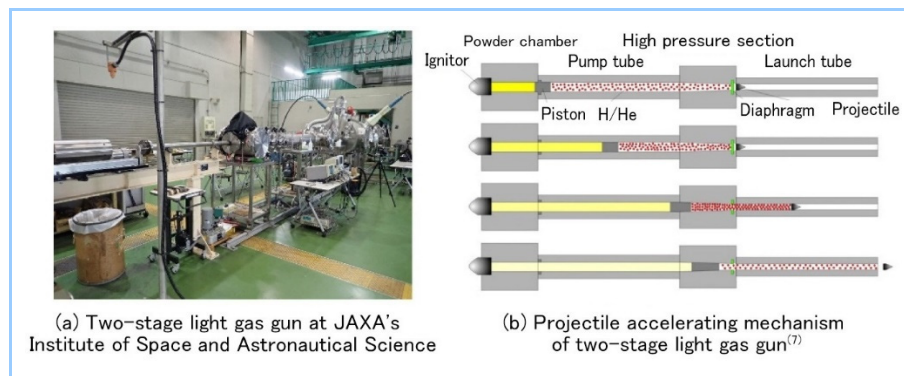 Powder chamber
High pressure section
Ignitor
Pump tube
Launch tube
Piston H/He
Diaphragm
Projectile
(a) Two-stage light gas gun at JAXA's
Institute of Space and Astronautical Science
(b) Projectile accelerating mechanism
of two-stage light gas gun(7)